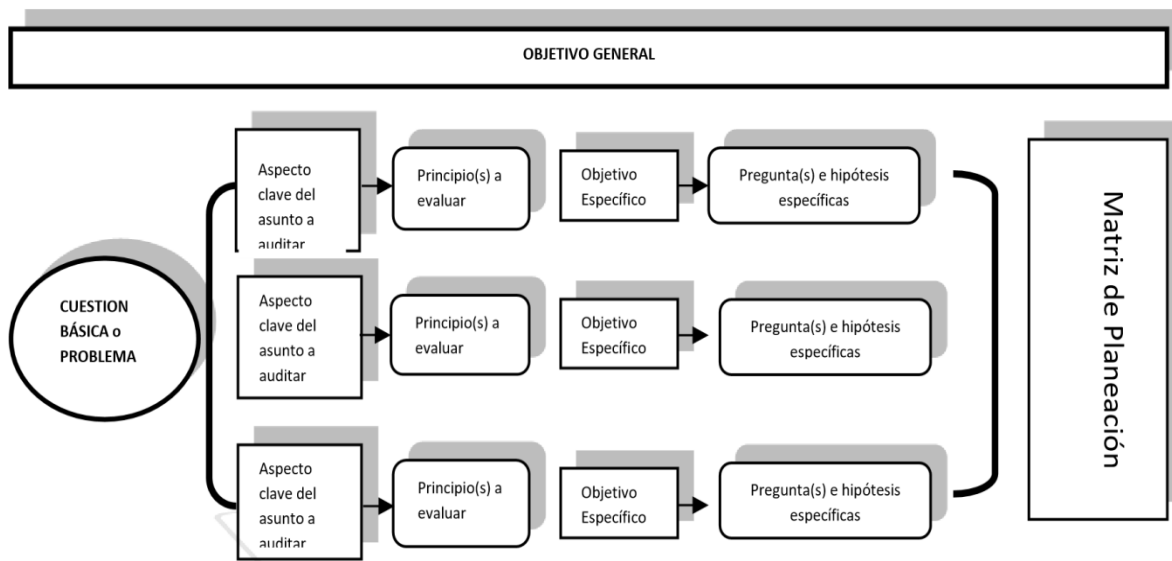 OBJETIVO GENERAL
CUESTION
BÁSICA o
PROBLEMA
Aspecto
clave del
asunto a
auditar
Principio(s) a
evaluar
Objetivo
Específico
Pregunta(s) e hipótesis
específicas
Aspecto
clave del
asunto a
auditar
Principio(s) a
evaluar
Objetivo
Específico
Pregunta(s) e hipótesis
específicas
Aspecto
clave del
asunto a
auditar
Principio(s) a
evaluar
Objetivo
Específico
Pregunta(s) e hipótesis
específicas
Matriz de Planeación